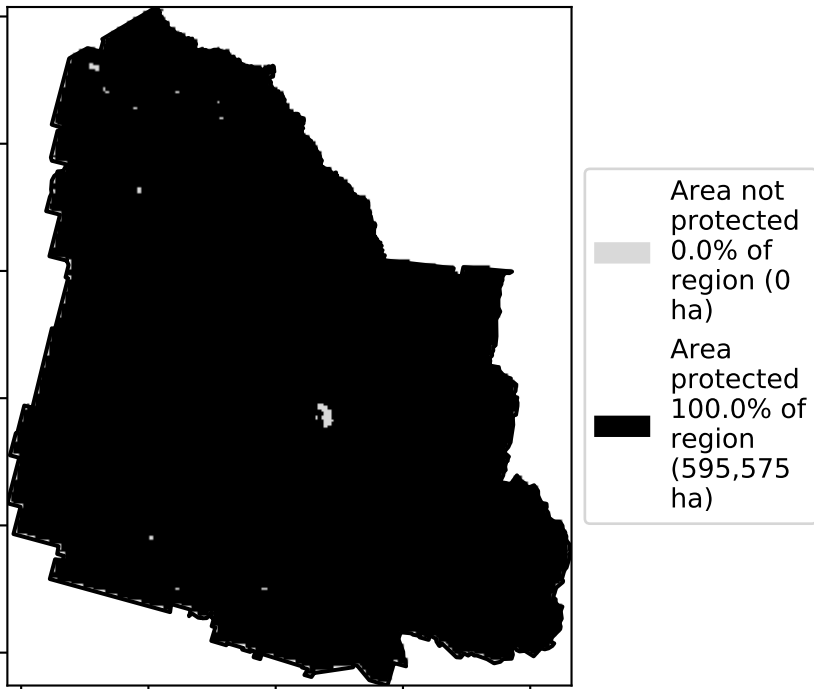 Area not
protected
0.0% of
region (0
ha)
Area
protected
100.0% of
region
(595,575
ha)